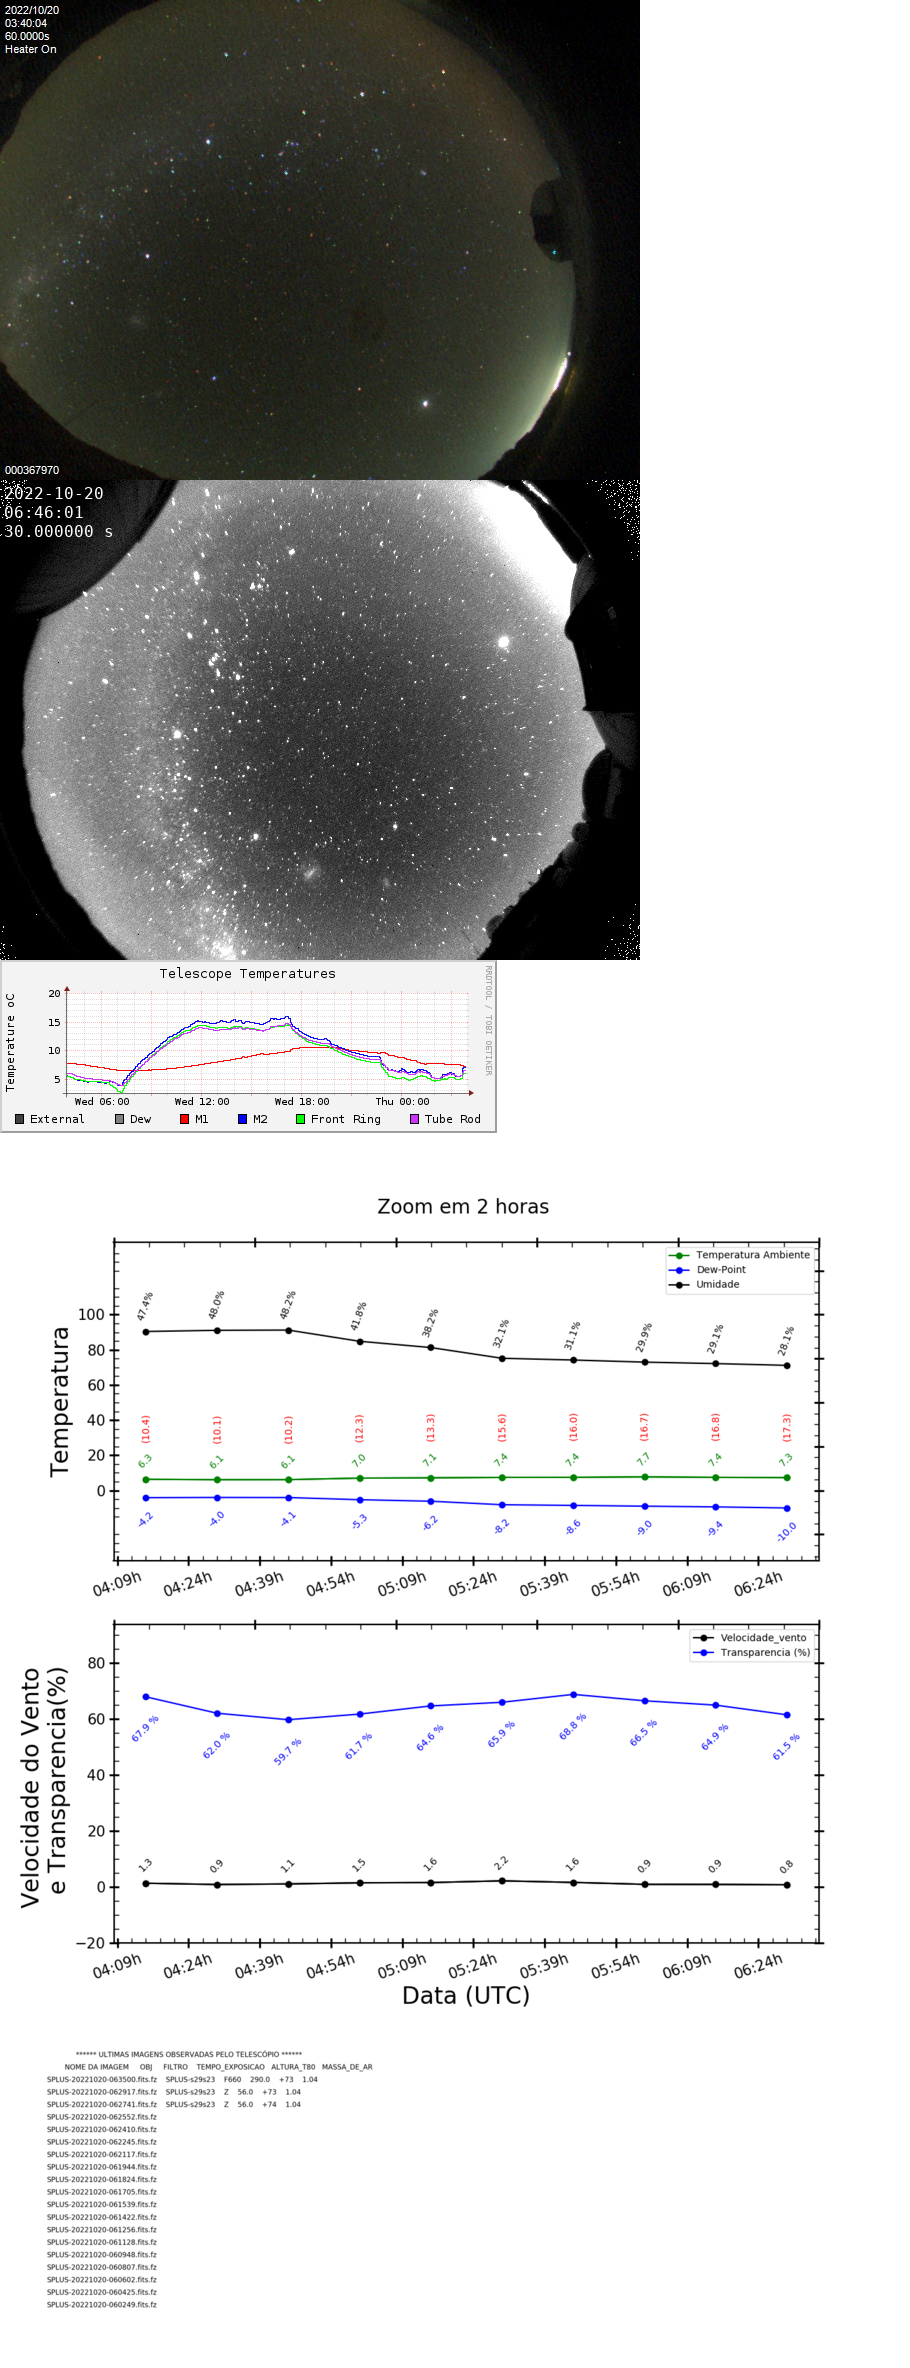 2022/10/20
03:40:04
60.0000s
Heater On
000367970
2022-10-20
06:46:01
30.000000 s
Telescope Temperatures
RRDTOOL / TOBI OETIKER
Temperature oC
20
15
10
5
Wed 06:00 Wed 12:00 Wed 18:00 Thu 00:00
External Dew M1 M2 Front Ring Tube Rod
Zoom em 2 horas
Temperatura Ambiente
Dew-Point
Umidade
Temperatura
100
80
60
40
20
0
47.4% 48.0% 48.2% 41.8% 38.2% 32.1% 31.1% 29.9% 29.1% 28.1%
(10.4) (10.1) (10.2) (12.3) (13.3) (15.6) (16.0) (16.7) (16.8) (17.3)
6.3 6.1 6.1 7.0 7.1 7.4 7.4 7.7 7.4 7.3
-4.2 -4.0 -4.1 -5.3 -6.2 -8.2 -8.6 -9.0 -9.4 -10.0
04:09h 04:24h 04:39h 04:54h 05:09h 05:24h 05:39h 05:54h 06:09h 06:24h
Velocidade_vento
Transparencia (%)
Velocidade do Vento
e Transparencia(%)
80
60
40
20
0
−20
67.9 % 62.0 % 59.7 % 61.7 % 64.6 % 65.9 % 68.8 % 66.5 % 64.9 % 61.5 %
1.3 0.9 1.1 1.5 1.6 2.2 1.6 0.9 0.9 0.8
04:09h 04:24h 04:39h 04:54h 05:09h 05:24h 05:39h 05:54h 06:09h 06:24h
Data (UTC)
****** ULTIMAS IMAGENS OBSERVADAS PELO TELESCÓPIO ******
NOME DA IMAGEM OBJ FILTRO TEMPO_EXPOSICAO ALTURA_T80 MASSA_DE_AR
SPLUS-20221020-063500.fits.fz SPLUS-s29s23 F660 290.0 +73 1.04
SPLUS-20221020-062917.fits.fz SPLUS-s29s23 Z 56.0 +73 1.04
SPLUS-20221020-062741.fits.fz SPLUS-s29s23 Z 56.0 +74 1.04
SPLUS-20221020-062552.fits.fz
SPLUS-20221020-062410.fits.fz
SPLUS-20221020-062245.fits.fz
SPLUS-20221020-062117.fits.fz
SPLUS-20221020-061944.fits.fz
SPLUS-20221020-061824.fits.fz
SPLUS-20221020-061705.fits.fz
SPLUS-20221020-061539.fits.fz
SPLUS-20221020-061422.fits.fz
SPLUS-20221020-061256.fits.fz
SPLUS-20221020-061128.fits.fz
SPLUS-20221020-060948.fits.fz
SPLUS-20221020-060807.fits.fz
SPLUS-20221020-060602.fits.fz
SPLUS-20221020-060425.fits.fz
SPLUS-20221020-060249.fits.fz